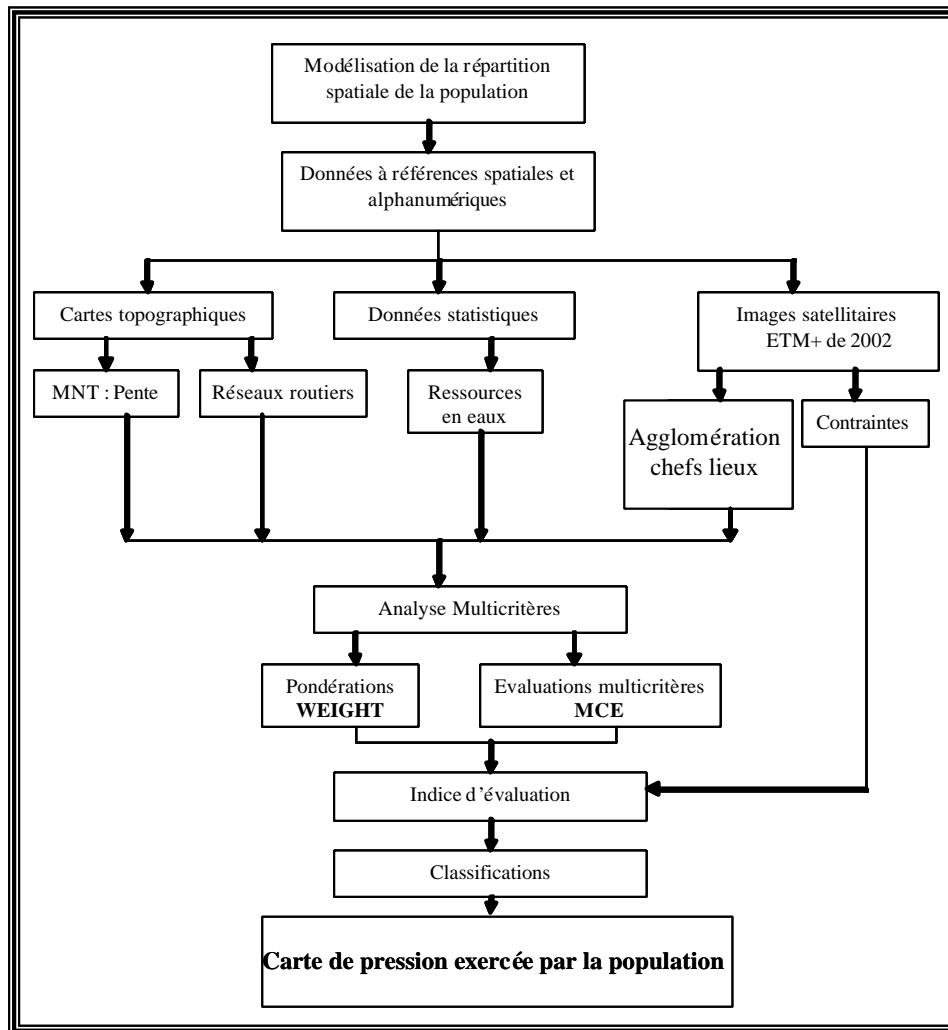 Modélisation de la répartition
spatiale de la population
Données à références spatiales et
alphanumériques
Cartes topographiques
Données statistiques
Images satellitaires
ETM+ de 2002
MNT : Pente
Réseaux routiers
Ressources
en eaux
Agglomération
chefs lieux
Contraintes
Analyse Multicritères
Pondérations
WEIGHT
Evaluations multicritères
MCE
Indice d'évaluation
Classifications
Carte de pression exercée par la population